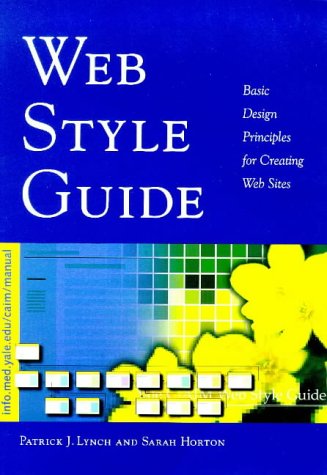 WEB
STYLE
GUIDE
Basic
Design
Principles
for Creating
Web Sites
info.med.yale.edu/caim/manual
Web Style Guide
PATRICK J. LYNCH AND SARAH HORTON